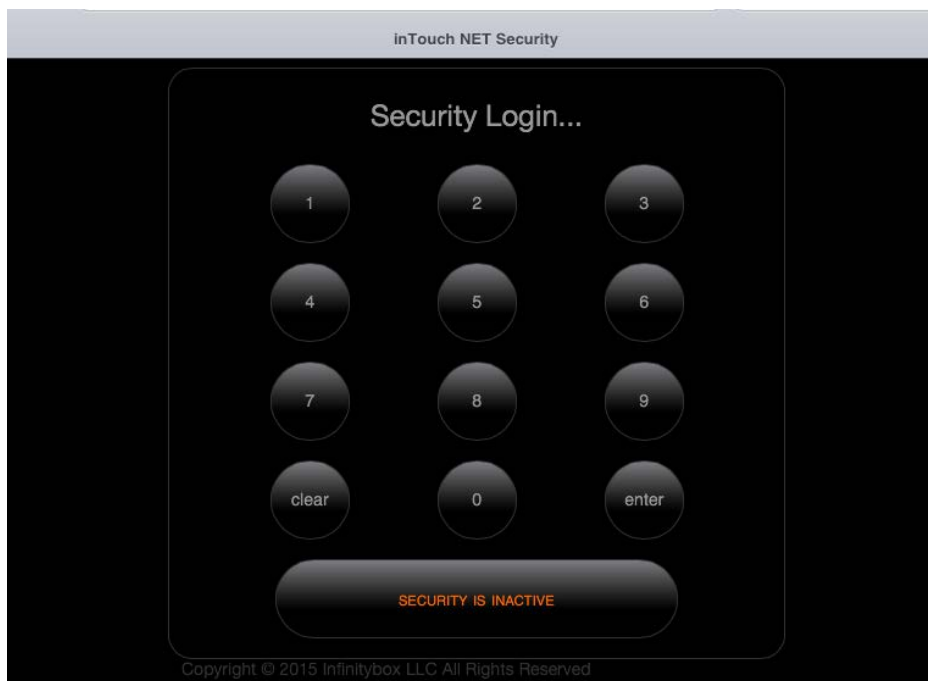 inTouch NET Security
Security Login...
1 2 3
4 5 6
7 8 9
clear 0 enter
SECURITY IS INACTIVE
Copyright © 2015 Infinitybox LLC All Rights Reserved